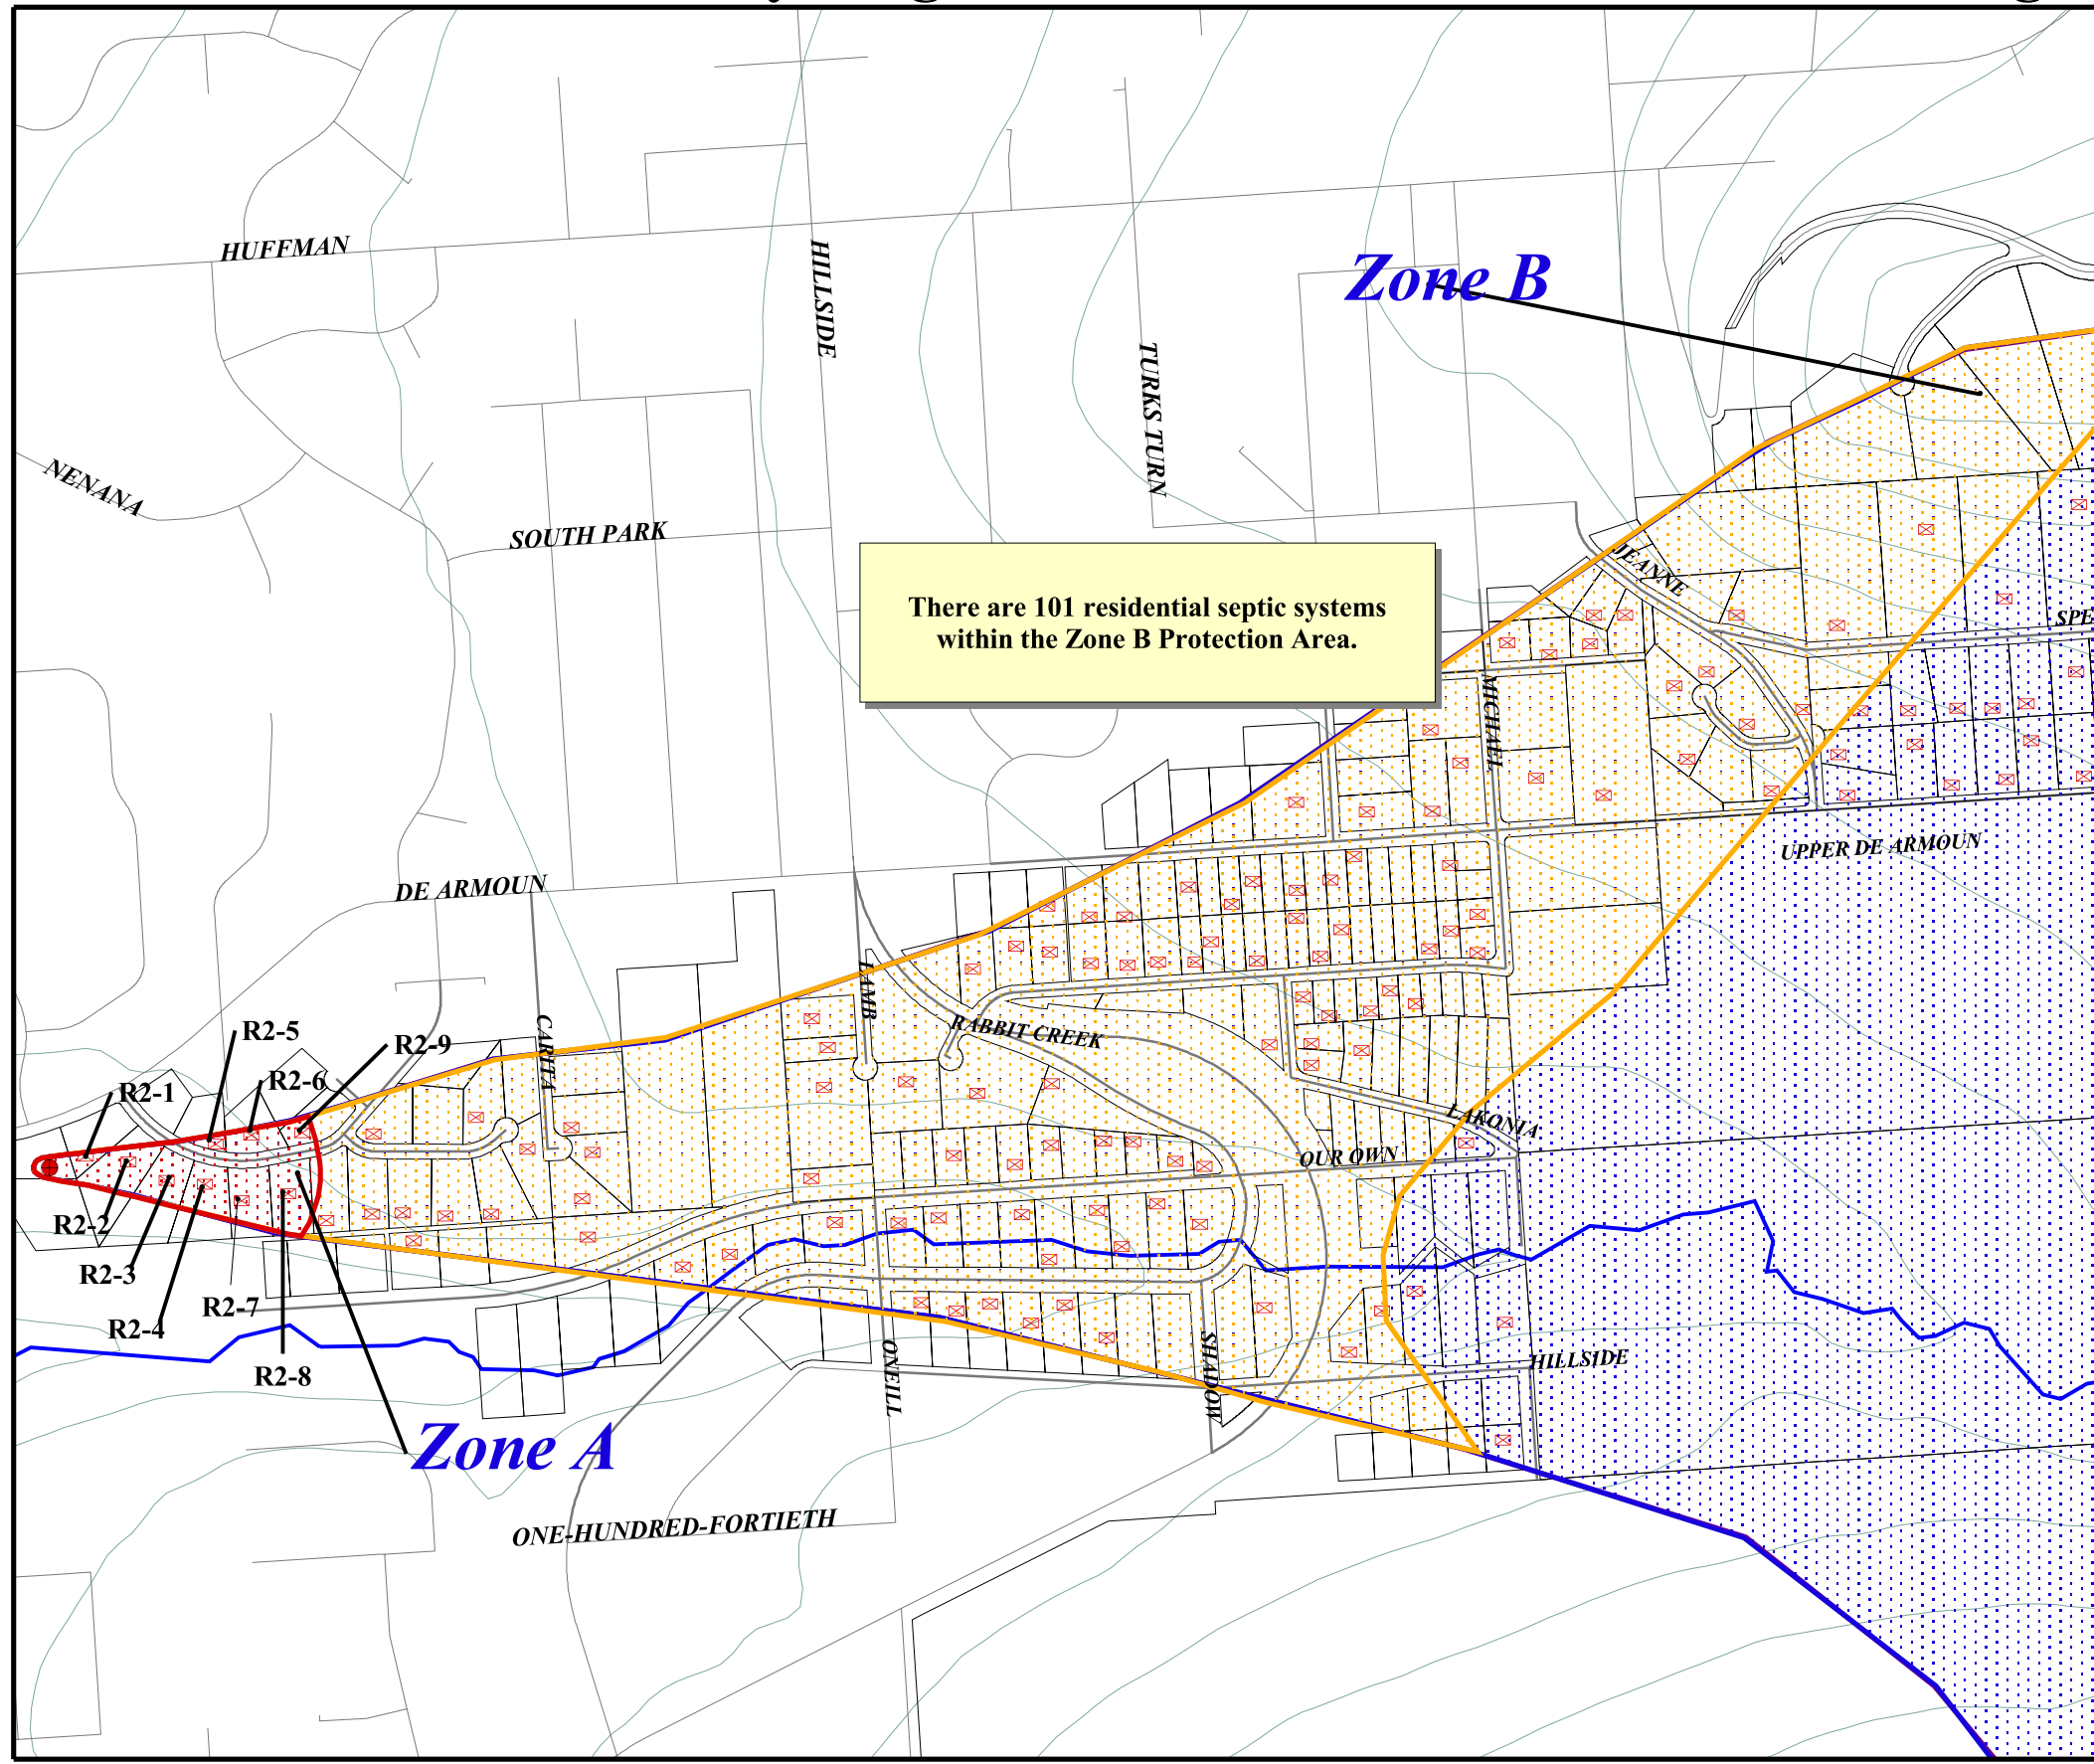 HUFFMAN
HILLSIDE
Zone B
TURKS TURN
NENANA
SOUTH PARK
JEANNE
There are 101 residential septic systems
within the Zone B Protection Area.
SPE
MICHAEL
UPPER DE ARMOUN
DE ARMOUN
LAMB
RABBIT CREEK
CARITA
R2-5
R2-9
R2-6
R2-1
LAKONIA
OUR OWN
R2-2
R2-3
R2-7
R2-4
R2-8
ONEILL
SHADOW
HILLSIDE
Zone A
ONE-HUNDRED-FORTIETH